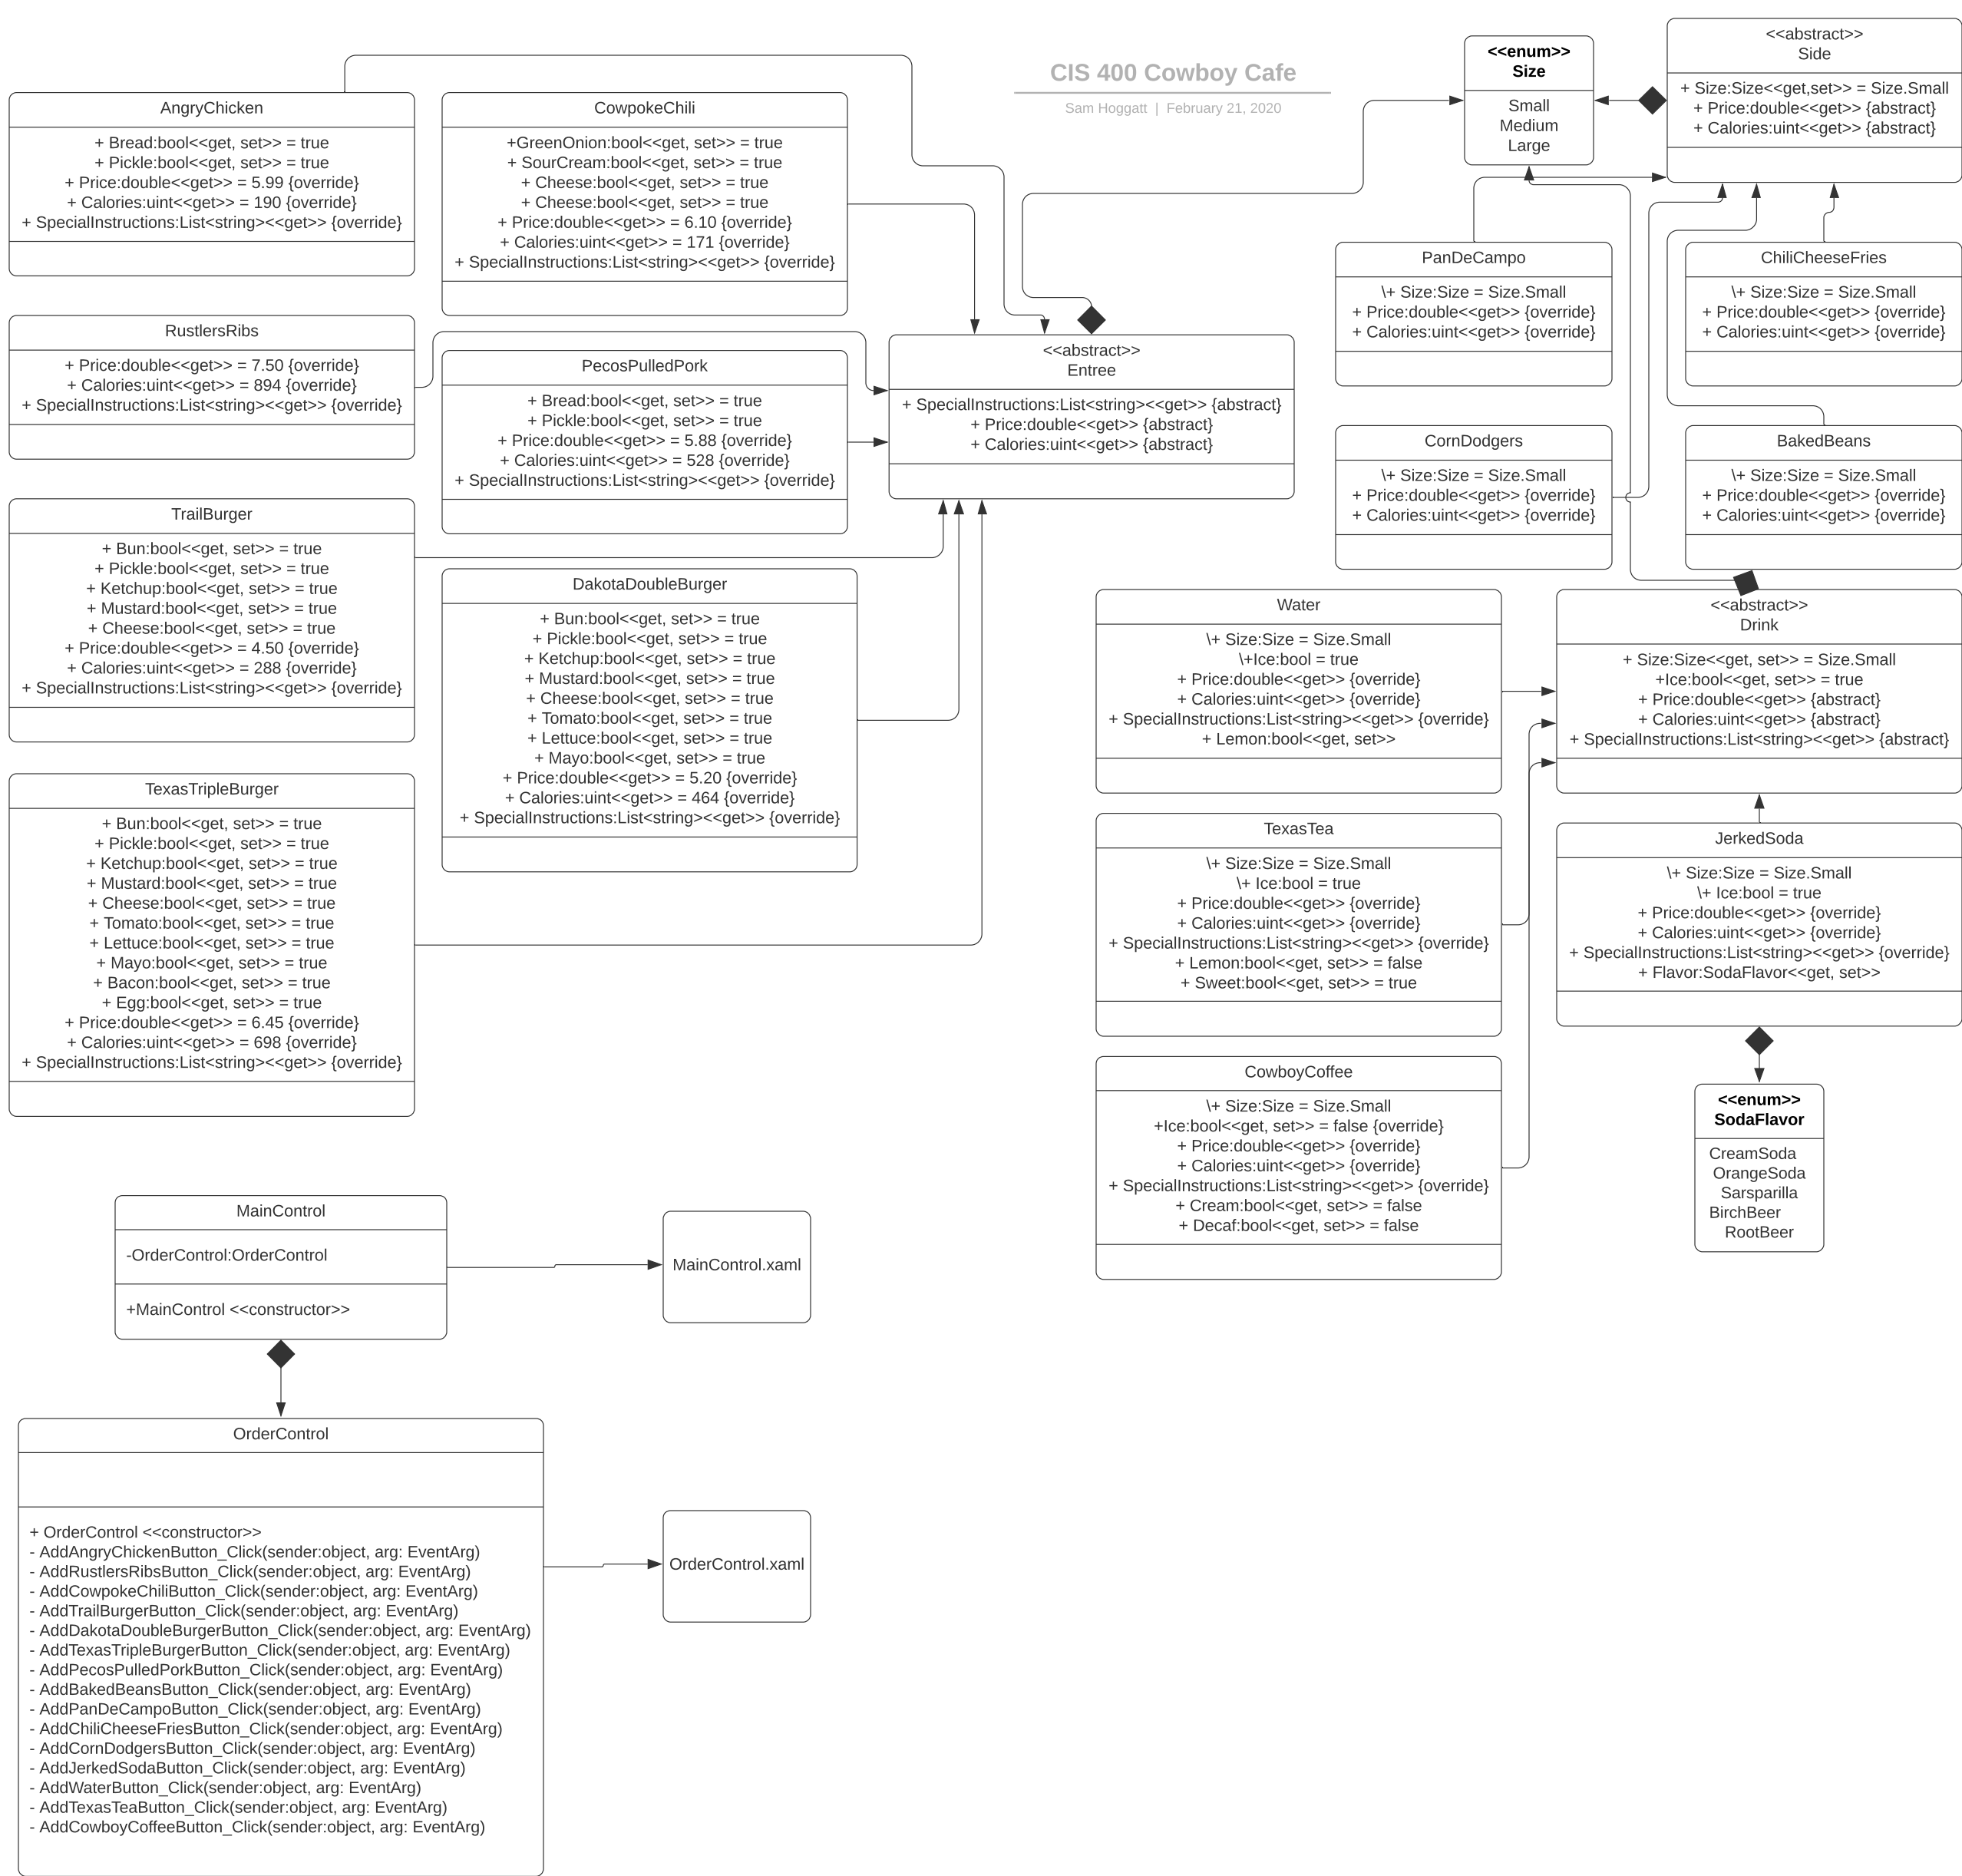 CIS 400 Cowboy Cafe
Sam Hoggatt | February 21, 2020
AngryChicken
+ Bread:bool<<get, set>> = true
+ Pickle:bool<<get, set>> = true
+ Price:double<<get>> = 5.99 {override}
+ Calories:uint<<get>> = 190 {override}
+ SpecialInstructions:List<string><<get>> {override}
CowpokeChili
+GreenOnion:bool<<get, set>> = true
+ SourCream:bool<<get, set>> = true
+ Cheese:bool<<get, set>> = true
+ Cheese:bool<<get, set>> = true
+ Price:double<<get>> = 6.10 {override}
+ Calories:uint<<get>> = 171 {override}
+ SpecialInstructions:List<string><<get>> {override}
<<enum>>
Size
Small
Medium
Large
<<abstract>>
Side
+ Size:Size<<get,set>> = Size.Small
+ Price:double<<get>> {abstract}
+ Calories:uint<<get>> {abstract}
RustlersRibs
+ Price:double<<get>> = 7.50 {override}
+ Calories:uint<<get>> = 894 {override}
+ SpecialInstructions:List<string><<get>> {override}
PecosPulledPork
+ Bread:bool<<get, set>> = true
+ Pickle:bool<<get, set>> = true
+ Price:double<<get>> = 5.88 {override}
+ Calories:uint<<get>> = 528 {override}
+ SpecialInstructions:List<string><<get>> {override}
<<abstract>>
Entree
+ SpecialInstructions:List<string><<get>> {abstract}
+ Price:double<<get>> {abstract}
+ Calories:uint<<get>> {abstract}
PanDeCampo
\+ Size:Size = Size.Small
+ Price:double<<get>> {override}
+ Calories:uint<<get>> {override}
ChiliCheeseFries
\+ Size:Size = Size.Small
+ Price:double<<get>> {override}
+ Calories:uint<<get>> {override}
CornDodgers
\+ Size:Size = Size.Small
+ Price:double<<get>> {override}
+ Calories:uint<<get>> {override}
BakedBeans
\+ Size:Size = Size.Small
+ Price:double<<get>> {override}
+ Calories:uint<<get>> {override}
TrailBurger
+ Bun:bool<<get, set>> = true
+ Pickle:bool<<get, set>> = true
+ Ketchup:bool<<get, set>> = true
+ Mustard:bool<<get, set>> = true
+ Cheese:bool<<get, set>> = true
+ Price:double<<get>> = 4.50 {override}
+ Calories:uint<<get>> = 288 {override}
+ SpecialInstructions:List<string><<get>> {override}
DakotaDoubleBurger
+ Bun:bool<<get, set>> = true
+ Pickle:bool<<get, set>> = true
+ Ketchup:bool<<get, set>> = true
+ Mustard:bool<<get, set>> = true
+ Cheese:bool<<get, set>> = true
+ Tomato:bool<<get, set>> = true
+ Lettuce:bool<<get, set>> = true
+ Mayo:bool<<get, set>> = true
+ Price:double<<get>> = 5.20 {override}
+ Calories:uint<<get>> = 464 {override}
+ SpecialInstructions:List<string><<get>> {override}
TexasTripleBurger
+ Bun:bool<<get, set>> = true
+ Pickle:bool<<get, set>> = true
+ Ketchup:bool<<get, set>> = true
+ Mustard:bool<<get, set>> = true
+ Cheese:bool<<get, set>> = true
+ Tomato:bool<<get, set>> = true
+ Lettuce:bool<<get, set>> = true
+ Mayo:bool<<get, set>> = true
+ Bacon:bool<<get, set>> = true
+ Egg:bool<<get, set>> = true
+ Price:double<<get>> = 6.45 {override}
+ Calories:uint<<get>> = 698 {override}
+ SpecialInstructions:List<string><<get>> {override}
Water
\+ Size:Size = Size.Small
\+Ice:bool = true
+ Price:double<<get>> {override}
+ Calories:uint<<get>> {override}
+ SpecialInstructions:List<string><<get>> {override}
+ Lemon:bool<<get, set>>
<<abstract>>
Drink
+ Size:Size<<get, set>> = Size.Small
+Ice:bool<<get, set>> = true
+ Price:double<<get>> {abstract}
+ Calories:uint<<get>> {abstract}
+ SpecialInstructions:List<string><<get>> {abstract}
TexasTea
\+ Size:Size = Size.Small
\+ Ice:bool = true
+ Price:double<<get>> {override}
+ Calories:uint<<get>> {override}
+ SpecialInstructions:List<string><<get>> {override}
+ Lemon:bool<<get, set>> = false
+ Sweet:bool<<get, set>> = true
JerkedSoda
\+ Size:Size = Size.Small
\+ Ice:bool = true
+ Price:double<<get>> {override}
+ Calories:uint<<get>> {override}
+ SpecialInstructions:List<string><<get>> {override}
+ Flavor:SodaFlavor<<get, set>>
CowboyCoffee
\+ Size:Size = Size.Small
+Ice:bool<<get, set>> = false {override}
+ Price:double<<get>> {override}
+ Calories:uint<<get>> {override}
+ SpecialInstructions:List<string><<get>> {override}
+ Cream:bool<<get, set>> = false
+ Decaf:bool<<get, set>> = false
<<enum>>
SodaFlavor
CreamSoda
OrangeSoda
Sarsparilla
BirchBeer
RootBeer
MainControl
-OrderControl:OrderControl
+MainControl <<constructor>>
MainControl.xaml
OrderControl
+ OrderControl <<constructor>>
- AddAngryChickenButton_Click(sender:object, arg: EventArg)
- AddRustlersRibsButton_Click(sender:object, arg: EventArg)
- AddCowpokeChiliButton_Click(sender:object, arg: EventArg)
- AddTrailBurgerButton_Click(sender:object, arg: EventArg)
- AddDakotaDoubleBurgerButton_Click(sender:object, arg: EventArg)
- AddTexasTripleBurgerButton_Click(sender:object, arg: EventArg)
- AddPecosPulledPorkButton_Click(sender:object, arg: EventArg)
- AddBakedBeansButton_Click(sender:object, arg: EventArg)
- AddPanDeCampoButton_Click(sender:object, arg: EventArg)
- AddChiliCheeseFriesButton_Click(sender:object, arg: EventArg)
- AddCornDodgersButton_Click(sender:object, arg: EventArg)
- AddJerkedSodaButton_Click(sender:object, arg: EventArg)
- AddWaterButton_Click(sender:object, arg: EventArg)
- AddTexasTeaButton_Click(sender:object, arg: EventArg)
- AddCowboyCoffeeButton_Click(sender:object, arg: EventArg)
OrderControl.xaml